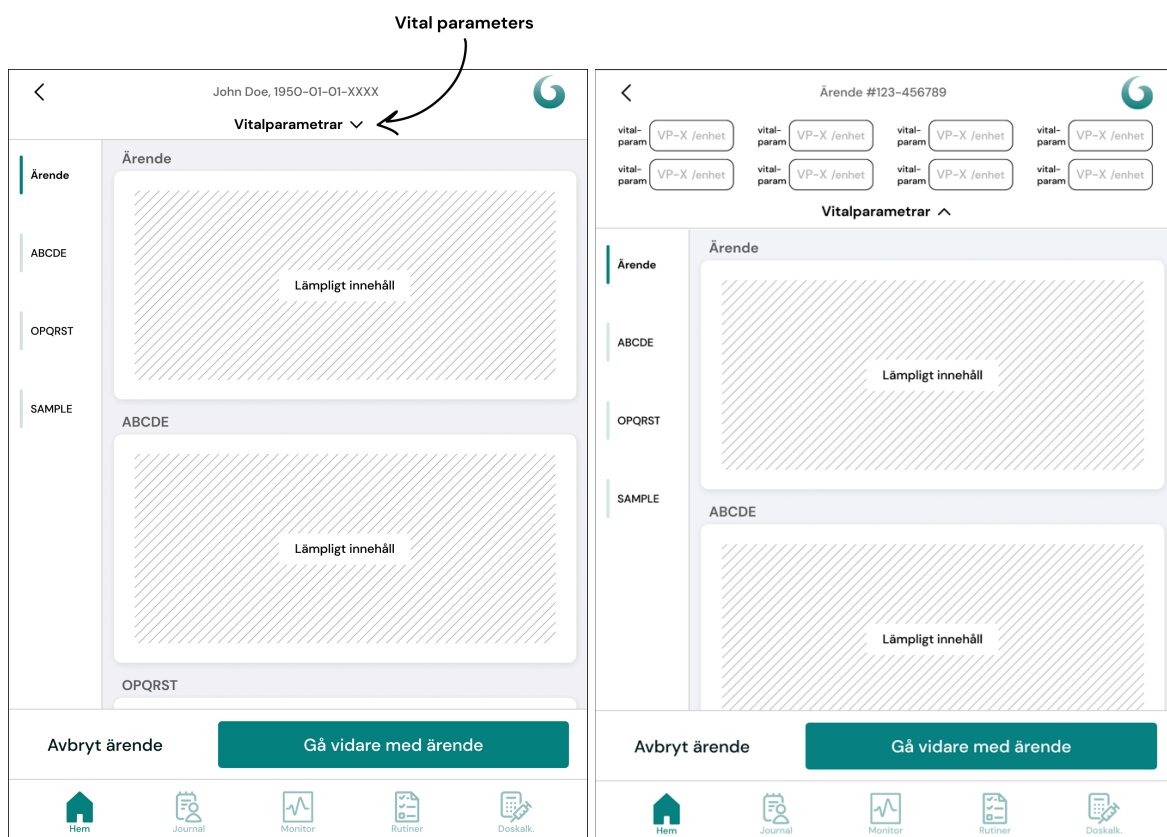 Vital parameters
John Doe, 1950-01-01-XXXX
Vitalparametrar
Ärende
ABCDE
OPQRST
SAMPLE
Ärende
Lämpligt innehåll
ABCDE
Lämpligt innehåll
OPQRST
Avbryt ärende
Gå vidare med ärende
Hem
Journal
Monitor
Rutiner
Doskalk.
Ärende #123-456789
vital-
param
VP-X /enhet
vital-
param
VP-X /enhet
vital-
param
VP-X /enhet
vital-
param
VP-X /enhet
vital-
param
VP-X /enhet
vital-
param
VP-X /enhet
vital-
param
VP-X /enhet
vital-
param
VP-X /enhet
Vitalparametrar
Ärende
ABCDE
OPQRST
SAMPLE
Ärende
Lämpligt innehåll
ABCDE
Lämpligt innehåll
Avbryt ärende
Gå vidare med ärende
Hem
Journal
Monitor
Rutiner
Doskalk.